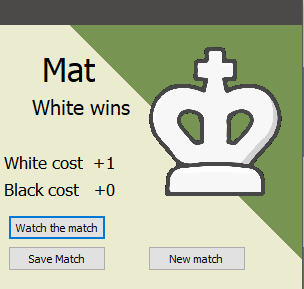 Mat
White wins
White cost +1
Black cost +0
Watch the match
Save Match New match